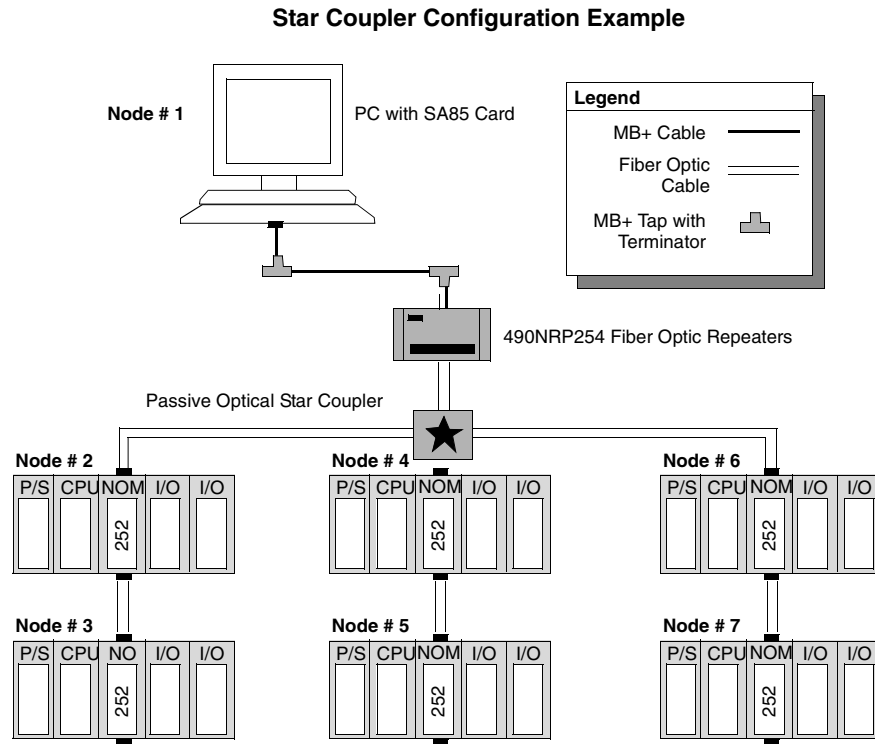 Star Coupler Configuration Example
Node # 1
PC with SA85 Card
Legend
MB+ Cable
Fiber Optic
Cable
MB+ Tap with
Terminator
490NRP254 Fiber Optic Repeaters
Passive Optical Star Coupler
Node # 2
P/S CPU NOM I/O I/O
252
Node # 4
P/S CPU NOM I/O I/O
252
Node # 6
P/S CPU NOM I/O I/O
252
Node # 3
P/S CPU NO I/O I/O
252
Node # 5
P/S CPU NOM I/O I/O
252
Node # 7
P/S CPU NOM I/O I/O
252